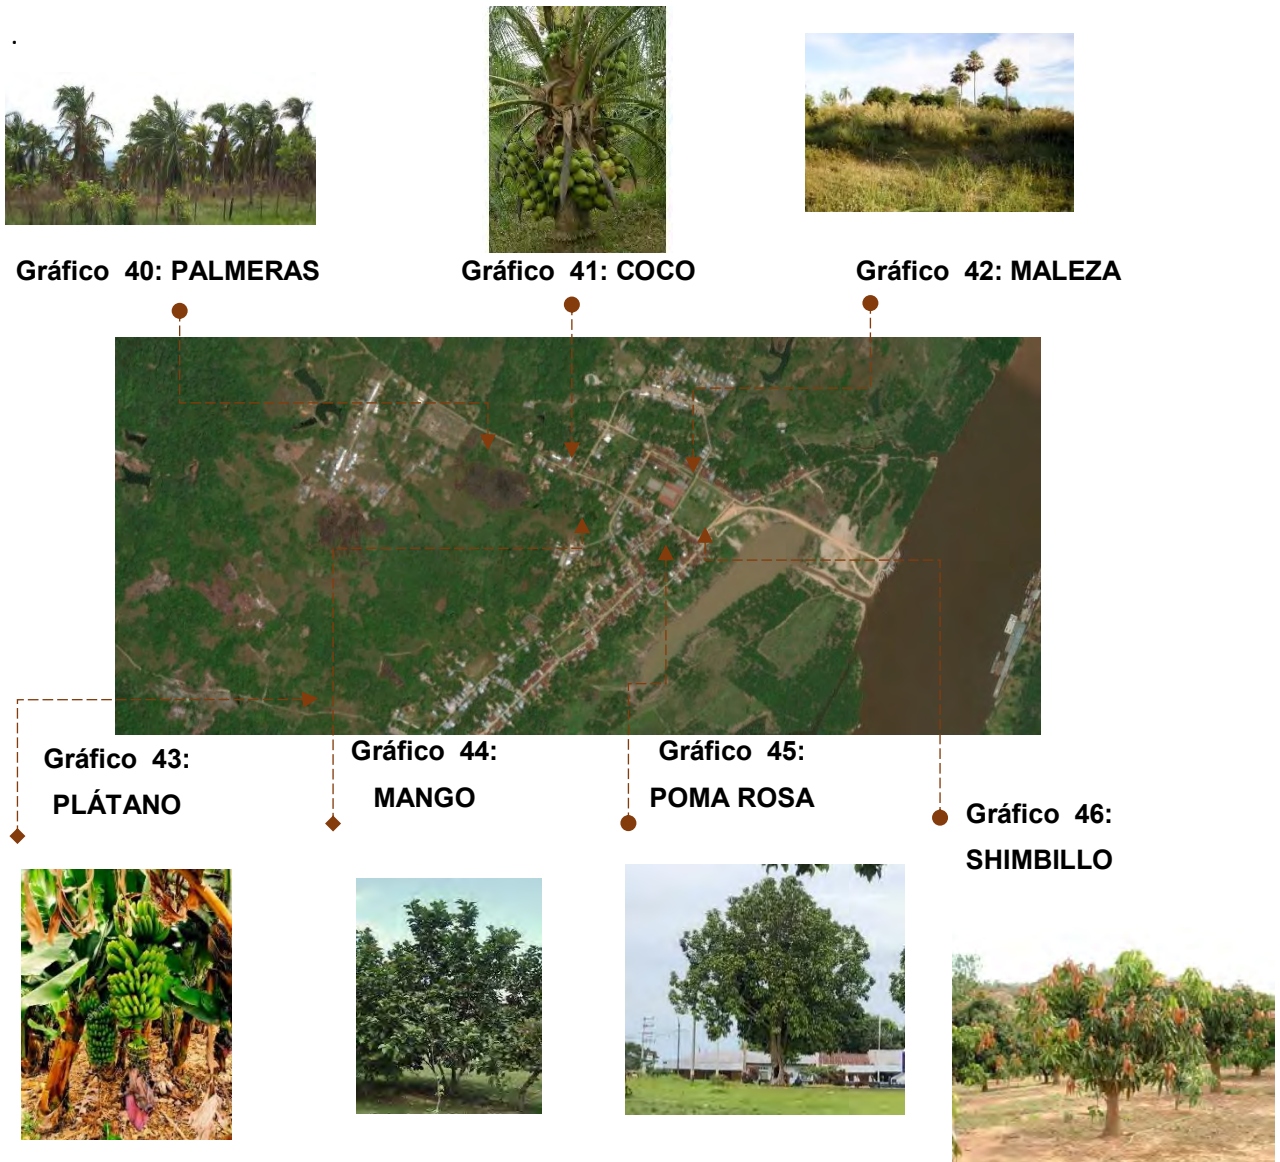 .
Gráfico 40: PALMERAS
Gráfico 41: COCO
Gráfico 42: MALEZA
Gráfico 43:
PLÁTANO
Gráfico 44:
MANGO
Gráfico 45:
POMA ROSA
Gráfico 46:
SHIMBILLO